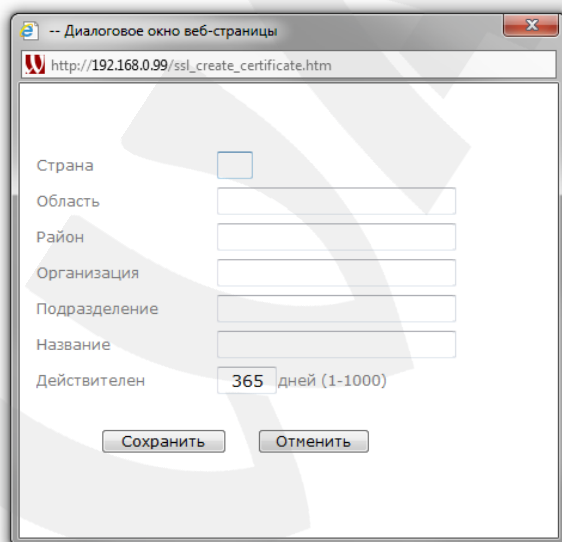 -- Диалоговое окно веб-страницы
http://192.168.0.99/ssl_create_certificate.htm
Страна
Область
Район
Организация
Подразделение
Название
Действителен 365 дней (1-1000)
Сохранить Отменить